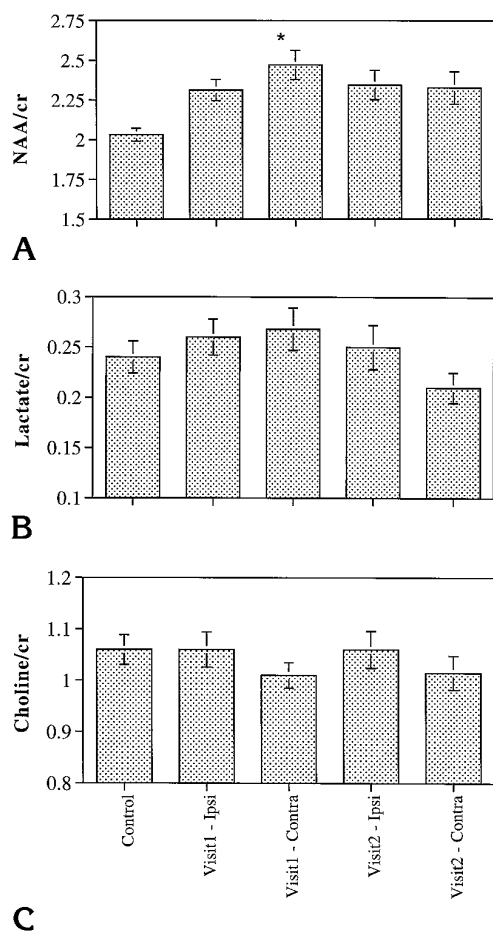 2.75
2.5
2.25
2
1.75
1.5
NAA/cr
*
A
0.3
0.25
0.2
0.15
0.1
Lactate/cr
B
1.2
1.1
1
0.9
0.8
Choline/cr
Control
Visit1 - Ipsi
Visit1 - Contra
Visit2 - Ipsi
Visit2 - Contra
C